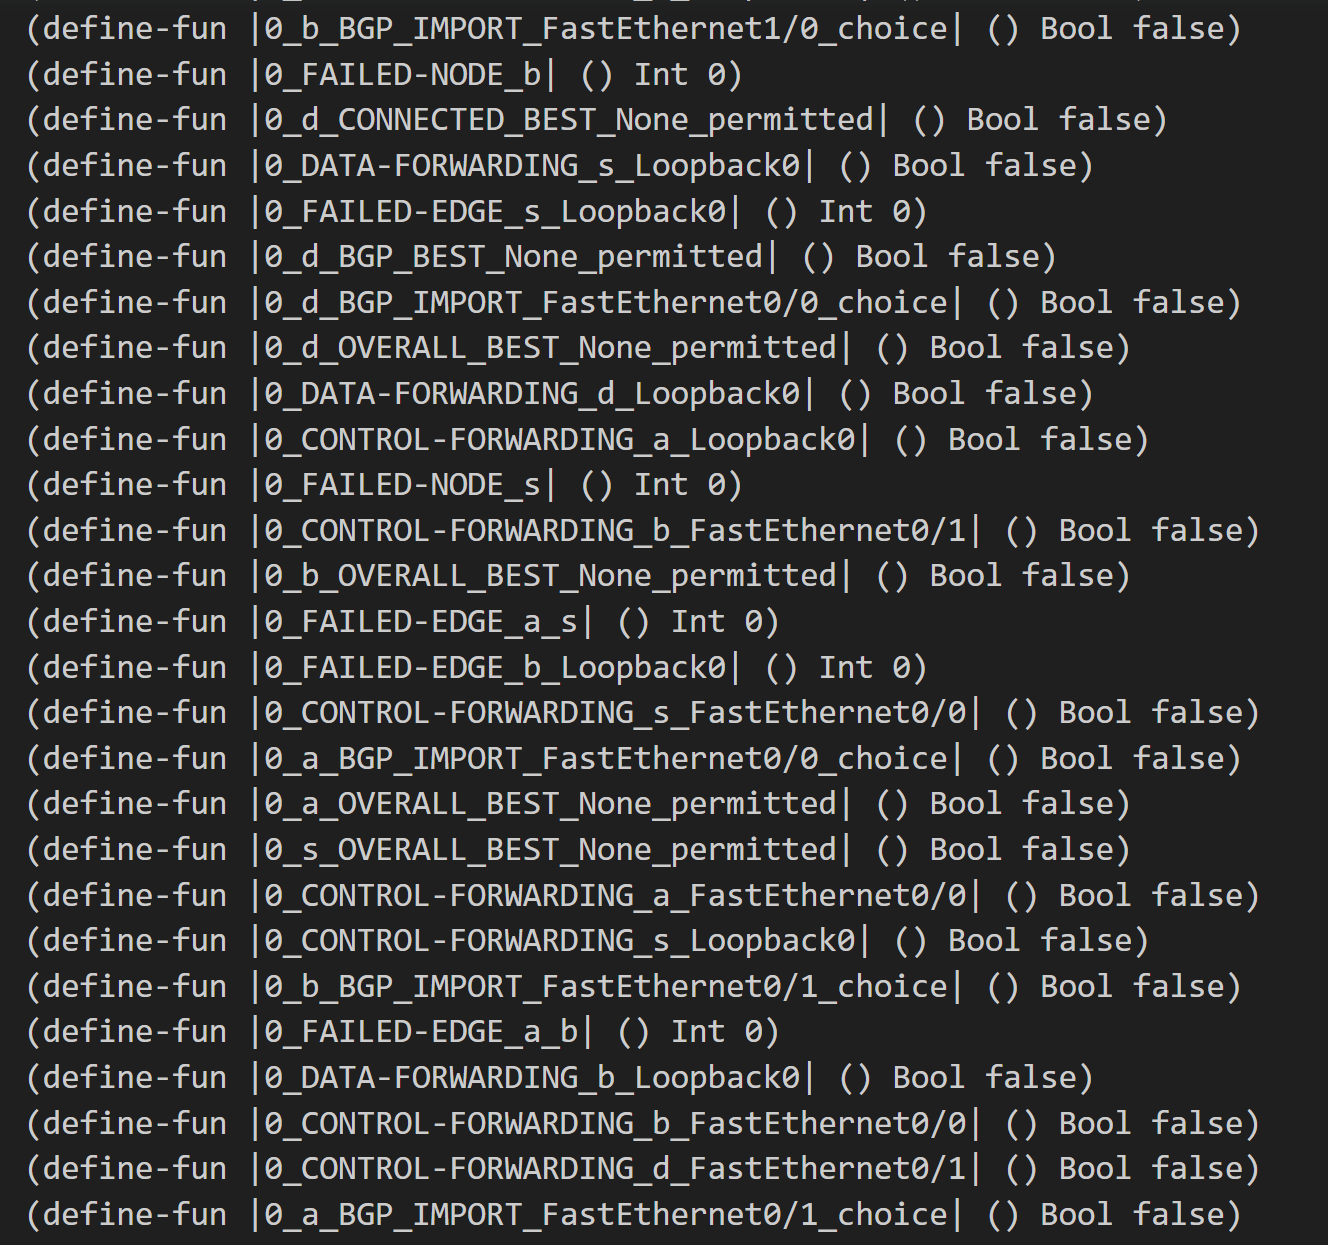 (define-fun |0_b_BGP_IMPORT_FastEthernet1/0_choice| () Bool false)
(define-fun |0_FAILED-NODE_b| () Int 0)
(define-fun |0_d_CONNECTED_BEST_None_permitted| () Bool false)
(define-fun |0_DATA-FORWARDING_s_Loopback0| () Bool false)
(define-fun |0_FAILED-EDGE_s_Loopback0| () Int 0)
(define-fun |0_d_BGP_BEST_None_permitted| () Bool false)
(define-fun |0_d_BGP_IMPORT_FastEthernet0/0_choice| () Bool false)
(define-fun |0_d_OVERALL_BEST_None_permitted| () Bool false)
(define-fun |0_DATA-FORWARDING_d_Loopback0| () Bool false)
(define-fun |0_CONTROL-FORWARDING_a_Loopback0| () Bool false)
(define-fun |0_FAILED-NODE_s| () Int 0)
(define-fun |0_CONTROL-FORWARDING_b_FastEthernet0/1| () Bool false)
(define-fun |0_b_OVERALL_BEST_None_permitted| () Bool false)
(define-fun |0_FAILED-EDGE_a_s| () Int 0)
(define-fun |0_FAILED-EDGE_b_Loopback0| () Int 0)
(define-fun |0_CONTROL-FORWARDING_s_FastEthernet0/0| () Bool false)
(define-fun |0_a_BGP_IMPORT_FastEthernet0/0_choice| () Bool false)
(define-fun |0_a_OVERALL_BEST_None_permitted| () Bool false)
(define-fun |0_s_OVERALL_BEST_None_permitted| () Bool false)
(define-fun |0_CONTROL-FORWARDING_a_FastEthernet0/0| () Bool false)
(define-fun |0_CONTROL-FORWARDING_s_Loopback0| () Bool false)
(define-fun |0_b_BGP_IMPORT_FastEthernet0/1_choice| () Bool false)
(define-fun |0_FAILED-EDGE_a_b| () Int 0)
(define-fun |0_DATA-FORWARDING_b_Loopback0| () Bool false)
(define-fun |0_CONTROL-FORWARDING_b_FastEthernet0/0| () Bool false)
(define-fun |0_CONTROL-FORWARDING_d_FastEthernet0/1| () Bool false)
(define-fun |0_a_BGP_IMPORT_FastEthernet0/1_choice| () Bool false)